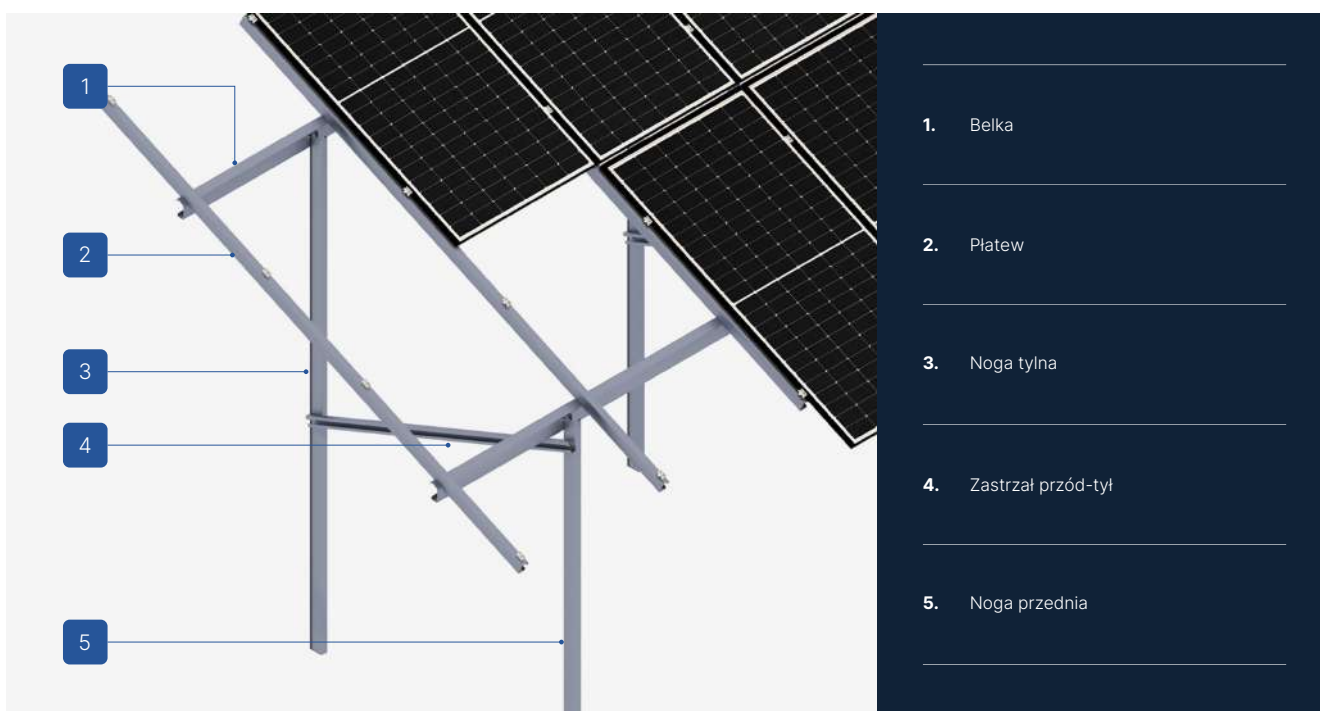 1
2
3
4
5
1. Belka
2. Płatew
3. Noga tylna
4. Zastrzał przód-tył
5. Noga przednia